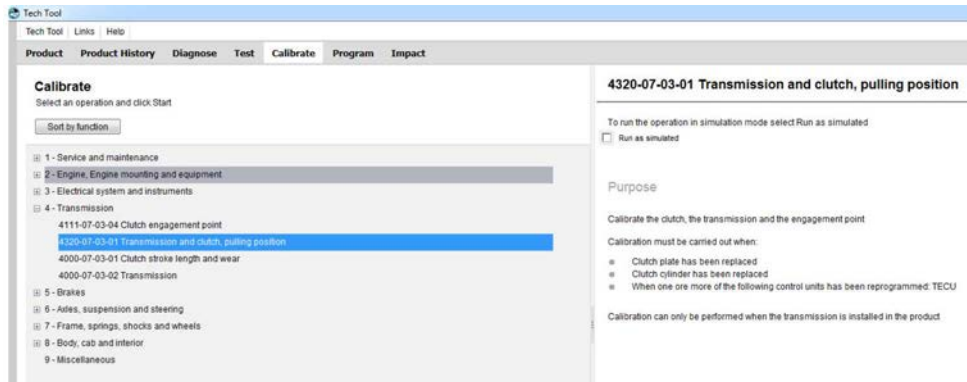 Tech Tool
Tech Tool Links Help
Product Product History Diagnose Test Calibrate Program Impact
Calibrate
Select an operation and click Start
Sort by function
1 - Service and maintenance
2 - Engine, Engine mounting and equipment
3 - Electrical system and instruments
4 - Transmission
4111-07-03-04 Clutch engagement point
4320-07-03-01 Transmission and clutch, pulling position
4000-07-03-01 Clutch stroke length and wear
4000-07-03-02 Transmission
5 - Brakes
6 - Axles, suspension and steering
7 - Frame, springs, shocks and wheels
8 - Body, cab and interior
9 - Miscellaneous
4320-07-03-01 Transmission and clutch, pulling position
To run the operation in simulation mode select Run as simulated
Run as simulated
Purpose
Calibrate the clutch, the transmission and the engagement point
Calibration must be carried out when:
Clutch plate has been replaced
Clutch cylinder has been replaced
When one ore more of the following control units has been reprogrammed: TECU
Calibration can only be performed when the transmission is installed in the product